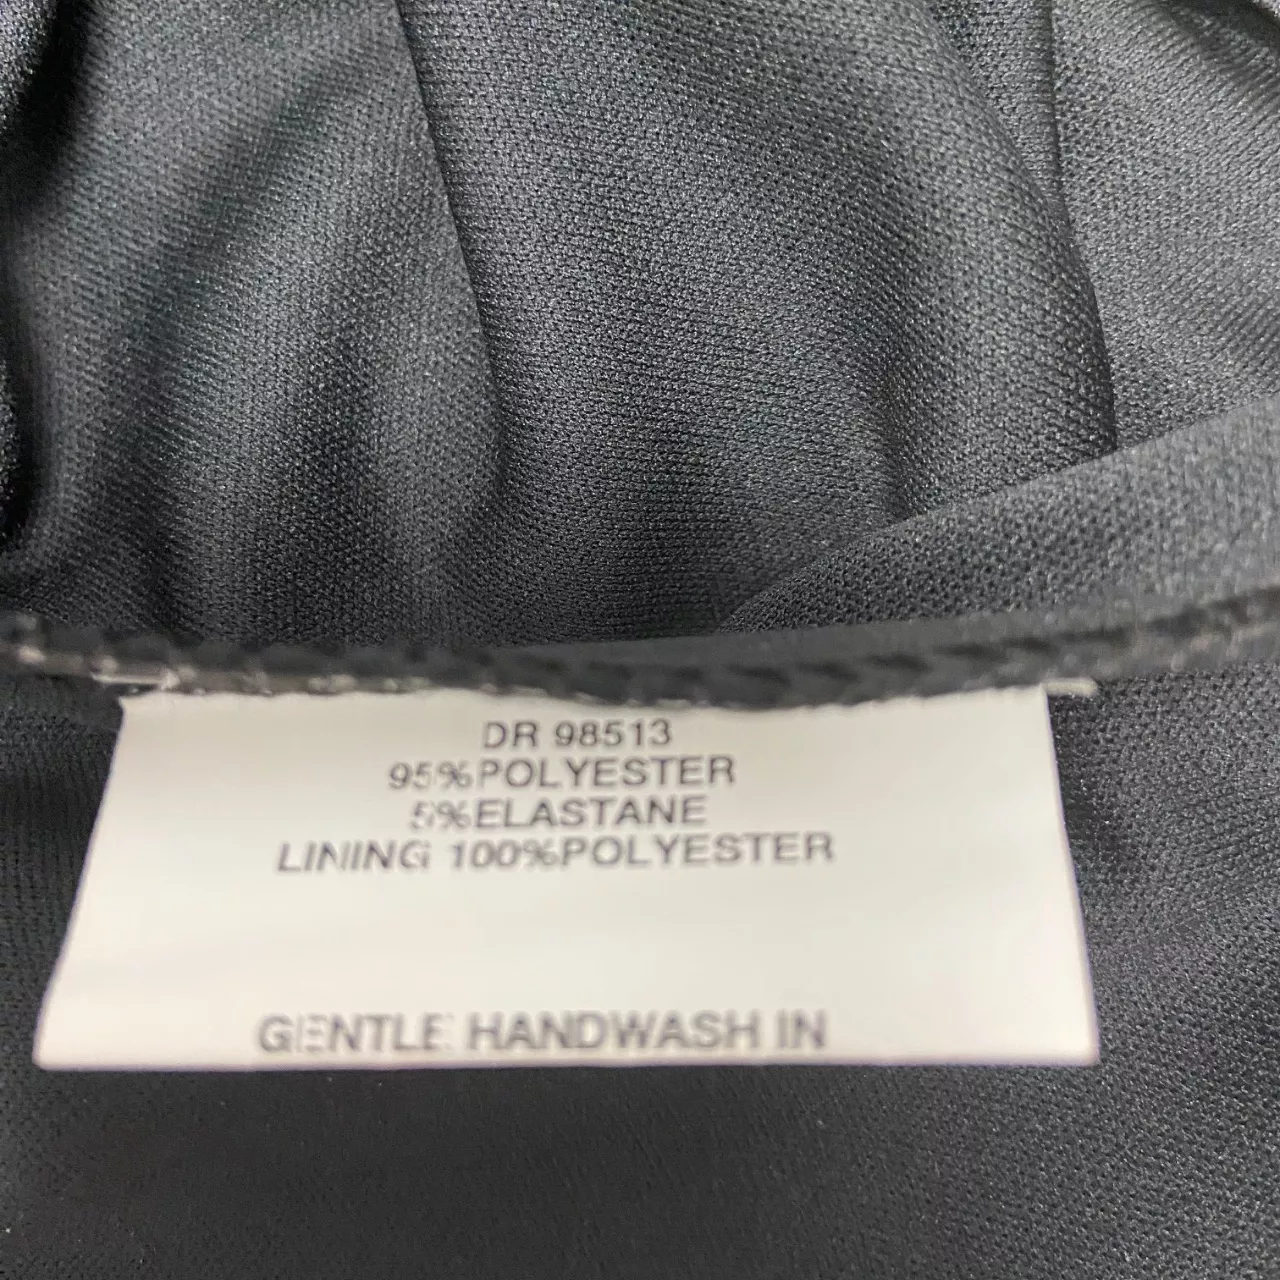 DR 98513
95%POLYESTER
5%ELASTANE
LINING 100%POLYESTER
GENTLE HANDWASH IN